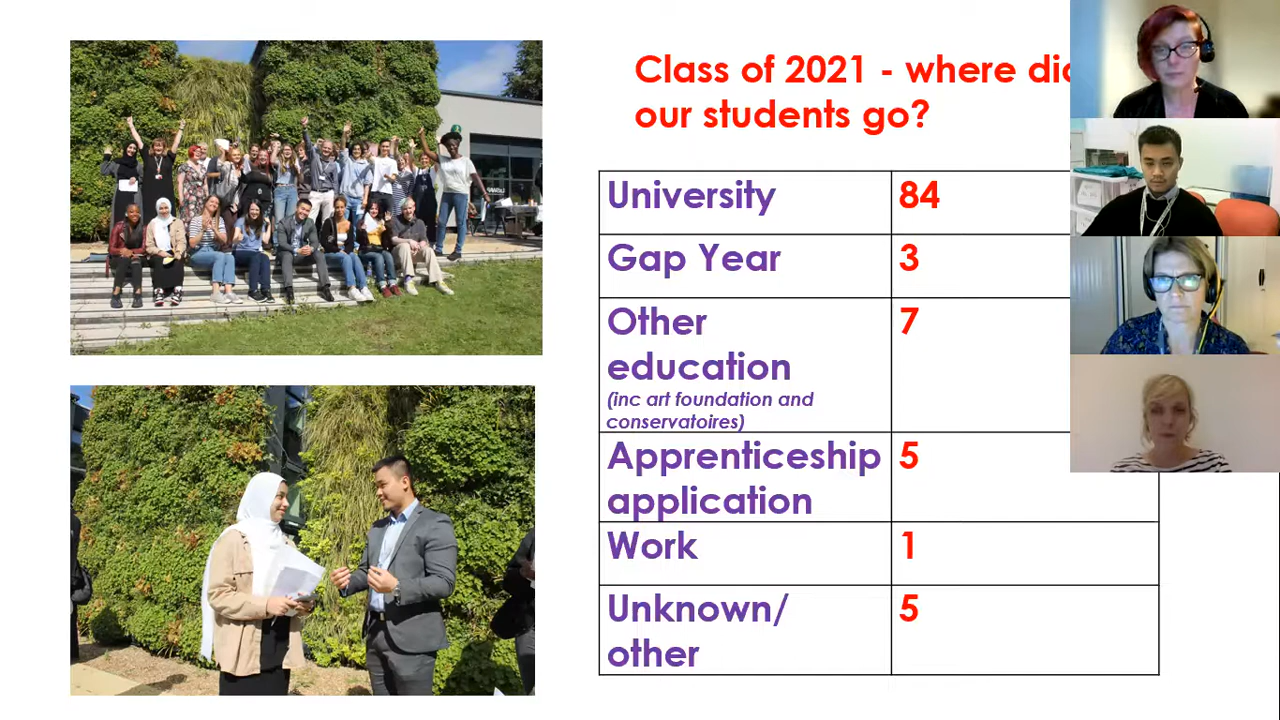 Class of 2021 - where did
our students go?
University 84
Gap Year 3
Other 7
education
(inc art foundation and
conservatoires)
Apprenticeship 5
application
Work 1
Unknown/ 5
other